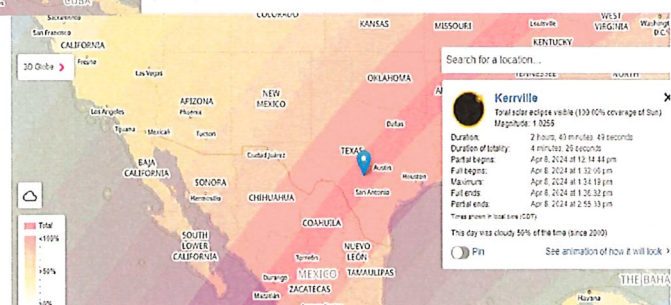 CUBA
COLORADO
Sacramento
San Francisco
KANSAS
MISSOURI
Louisville
WEST
VIRGINIA
Washingt
D.C.
CALIFORNIA
KENTUCKY
3D Globe
Fresno
Search for a location...
Las Vegas
OKLAHOMA
TENNESSEE
NORTH
Los Angeles
ARIZONA
Phoenix
NEW
MEXICO
Kerrville
Total solar eclipse visible (100.00% coverage of Sun)
Magnitude: 1.0256
Tijuana
Mexicali
Tucson
Dallas
Duration: 2 hours, 40 minutes, 49 seconds
Duration of totality: 4 minutes, 26 seconds
Partial begins: Apr 8, 2024 at 12:14:44 pm
Full begins: Apr 8, 2024 at 1:32:06 pm
Maximum: Apr 8, 2024 at 1:34:19 pm
Full ends: Apr 8, 2024 at 1:36:32 pm
Partial ends: Apr 8, 2024 at 2:55:33 pm
Times shown in local time (CDT)
This day was cloudy 50% of the time (since 2000)
Pin
See animation of how it will look
BAJA
CALIFORNIA
Ciudad Juárez
TEXAS
Austin
Houston
San Antonio
SONORA
Hermosillo
CHIHUAHUA
COAHUILA
Total
<100%
>50%
>0%
SOUTH
LOWER
CALIFORNIA
NUEVO
LEÓN
Torreón
Durango
MEXICO
TAMAULIPAS
Mazatlán
ZACATECAS
THE BAHA
Havana